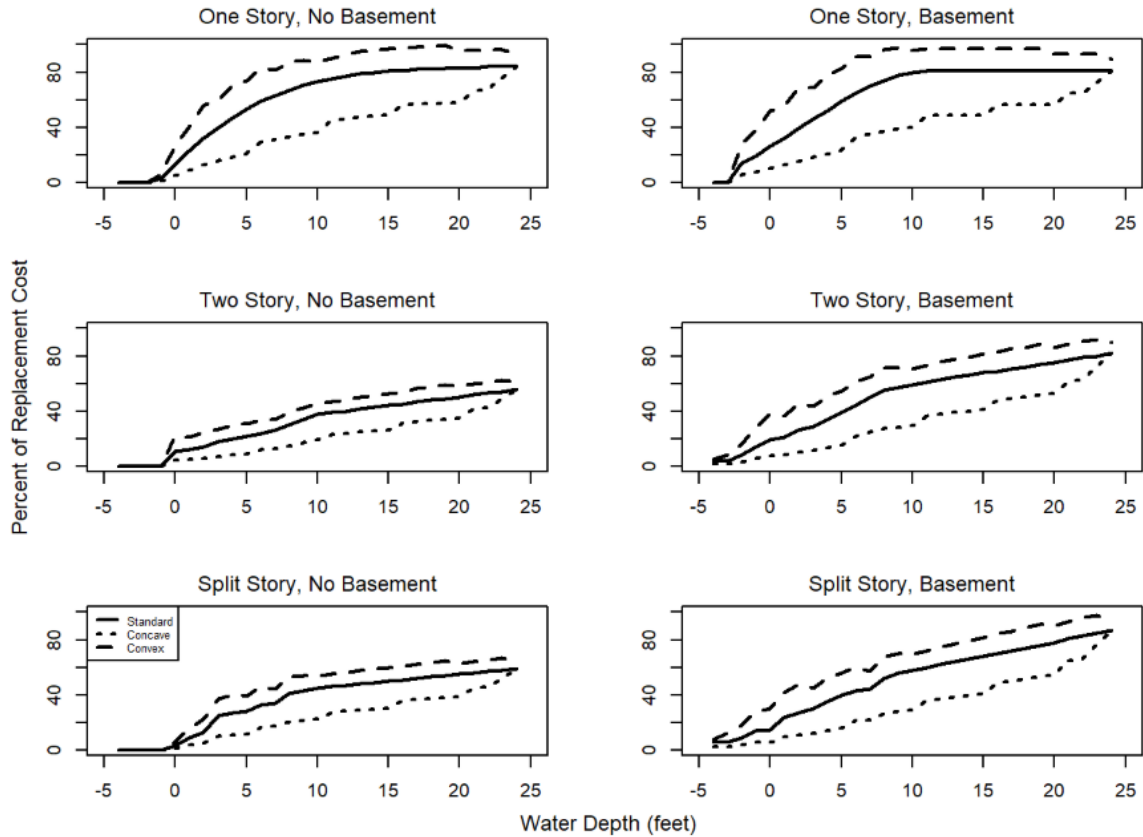 One Story, No Basement
One Story, Basement
80
40
0
-5 0 5 10 15 20 25
80
40
0
-5 0 5 10 15 20 25
Percent of Replacement Cost
Two Story, No Basement
Two Story, Basement
80
40
0
-5 0 5 10 15 20 25
80
40
0
-5 0 5 10 15 20 25
Split Story, No Basement
Split Story, Basement
Standard
Concave
Convex
80
40
0
-5 0 5 10 15 20 25
80
40
0
-5 0 5 10 15 20 25
Water Depth (feet)